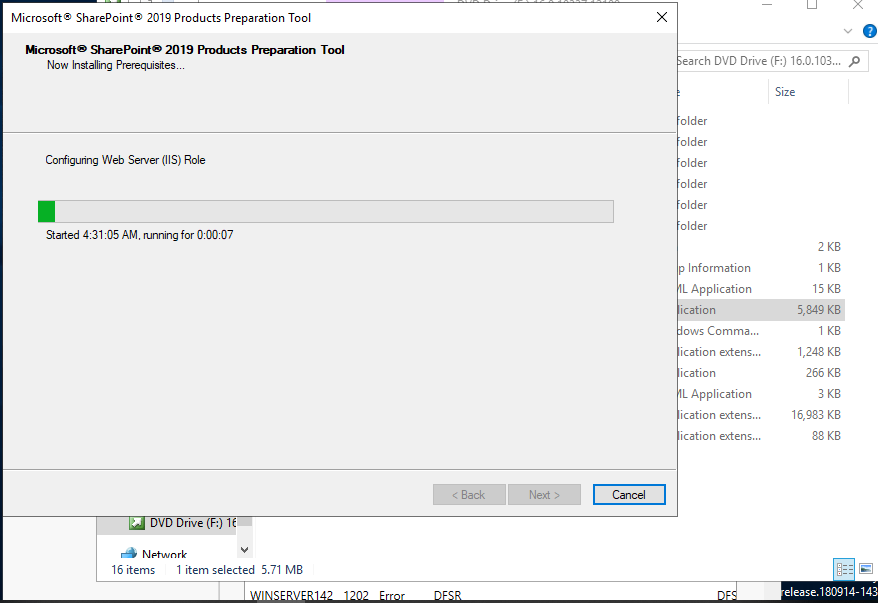 Microsoft® SharePoint® 2019 Products Preparation Tool
Microsoft® SharePoint® 2019 Products Preparation Tool
Now Installing Prerequisites...
Configuring Web Server (IIS) Role
Started 4:31:05 AM, running for 0:00:07
< Back Next > Cancel
Search DVD Drive (F:) 16.0.103...
Size
folder
folder
folder
folder
folder
folder
2 KB
p Information 1 KB
ML Application 15 KB
lication 5,849 KB
dows Comma... 1 KB
lication extens... 1,248 KB
lication 266 KB
ML Application 3 KB
lication extens... 16,983 KB
lication extens... 88 KB
DVD Drive (F:) 16
Network
16 items 1 item selected 5.71 MB
WINSERVER142 1202 Error DFSR DFS
release.180914-143